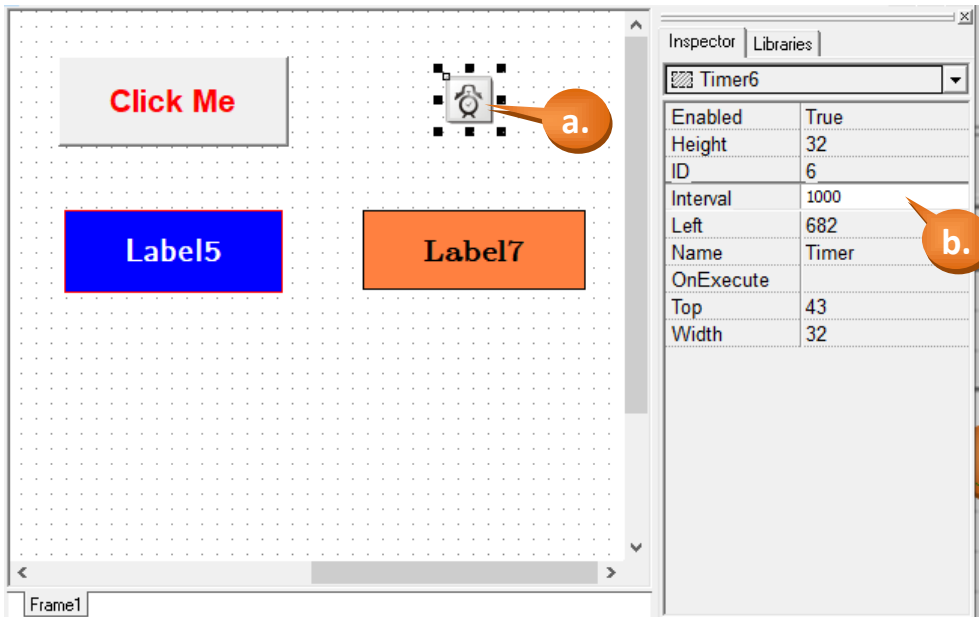 Click Me
a.
Label5
Label7
Frame1
Inspector Libraries
Timer6
Enabled True
Height 32
ID 6
Interval 1000
b.
Left 682
Name Timer
OnExecute
Top 43
Width 32